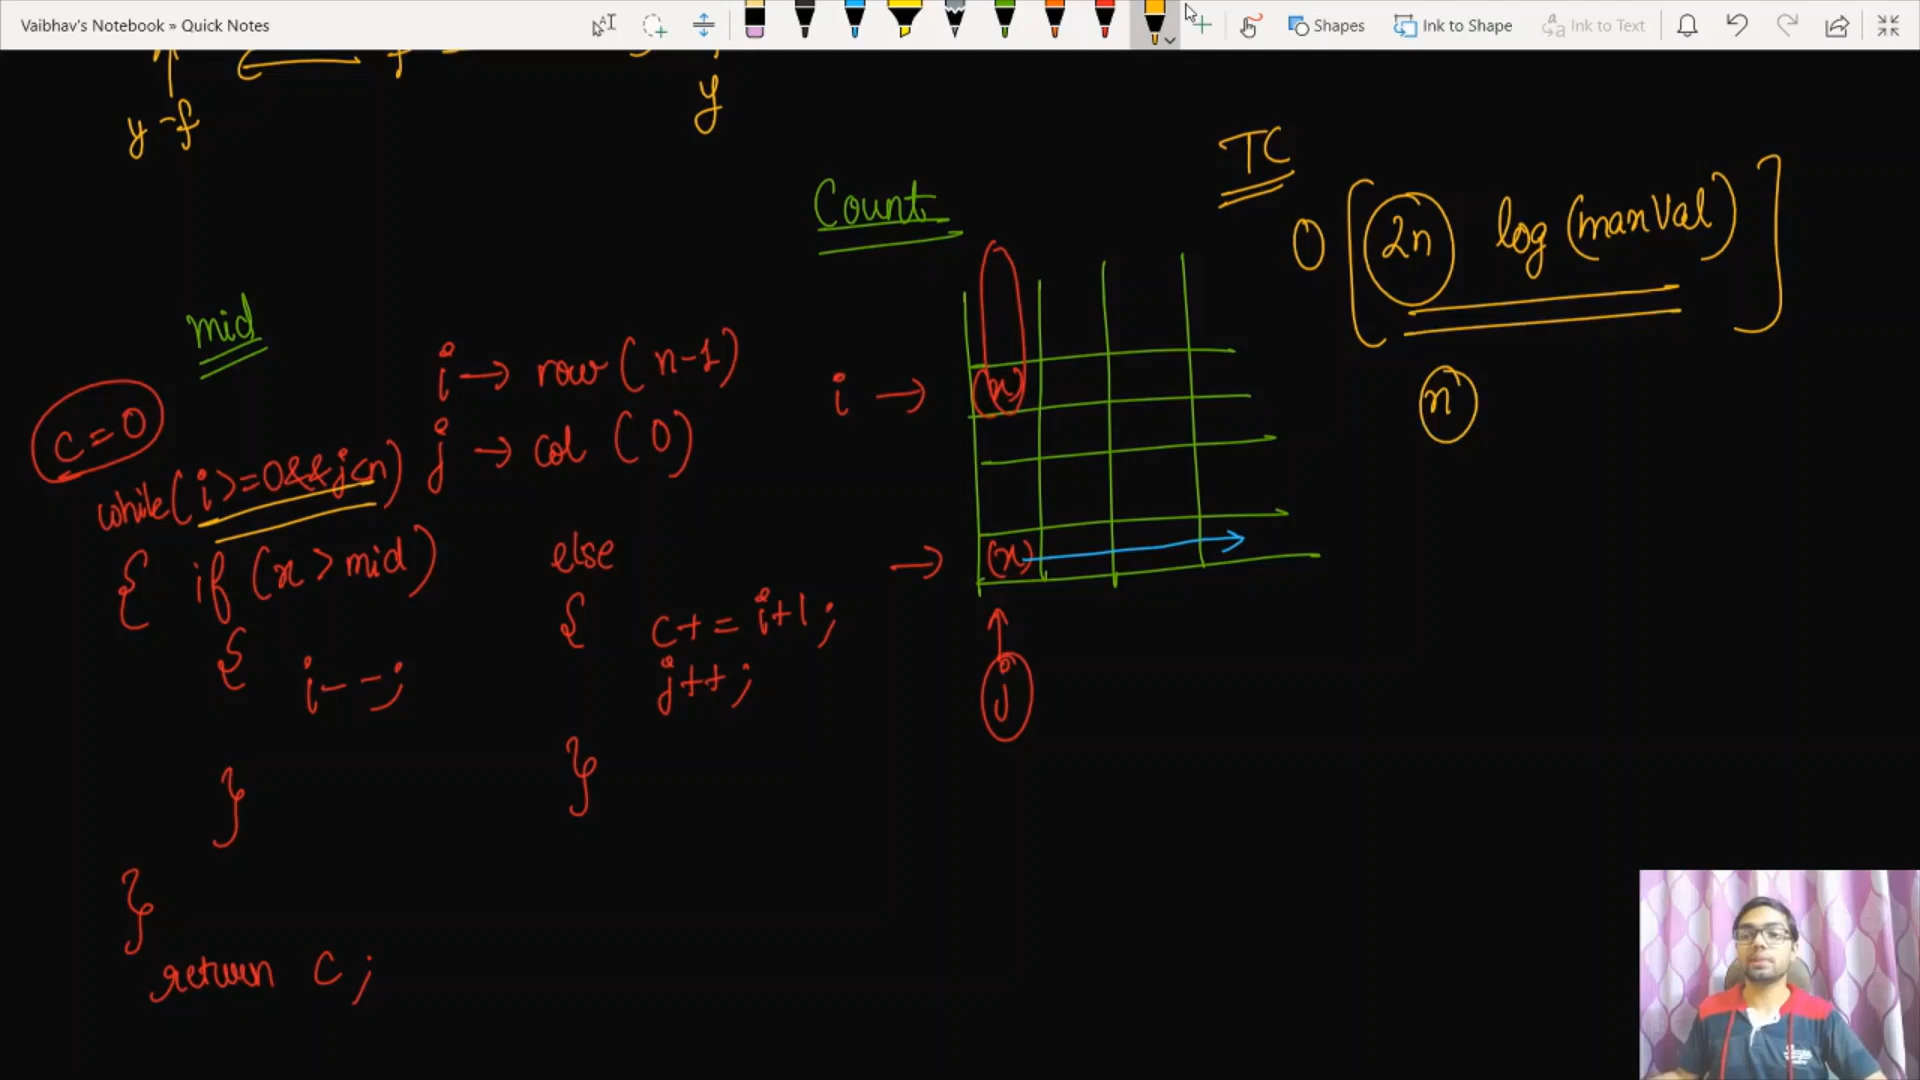 Vaibhav's Notebook » Quick Notes
Shapes
Ink to Shape
Ink to Text
y-f
y
TC
O [ 2n log (maxVal) ]
n
Count
mid
c=0
i → row (n-1)
j → col (0)
while(i>=0&&j<n)
{ if (x > mid)
{
i--;
}
else
{ c+ = i+1;
j++;
}
}
return c;
i → (x)
→ (x)
j